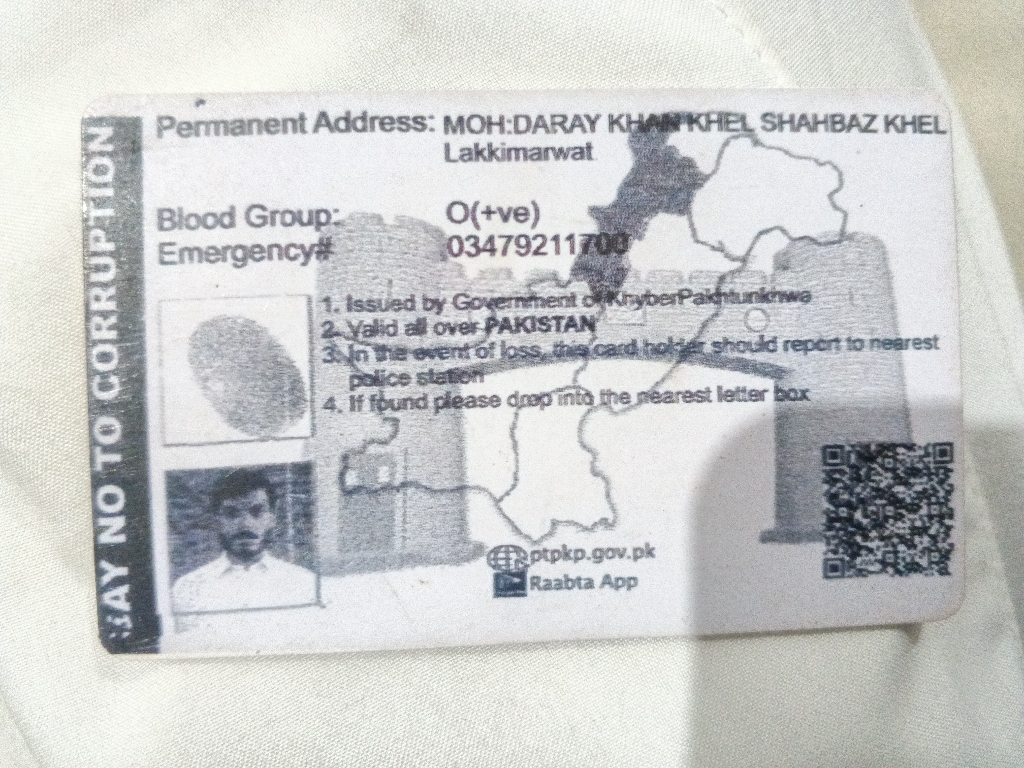 SAY NO TO CORRUPTION
Permanent Address: MOH:DARAY KHAN KHEL SHAHBAZ KHEL
Lakkimarwat
Blood Group: O(+ve)
Emergency# 03479211700
1. Issued by Government of KhyberPakhtunkhwa
2. Valid all over PAKISTAN
3. In the event of loss, this card holder should report to nearest
police station
4. If found please drop into the nearest letter box
ptpkp.gov.pk
Raabta App